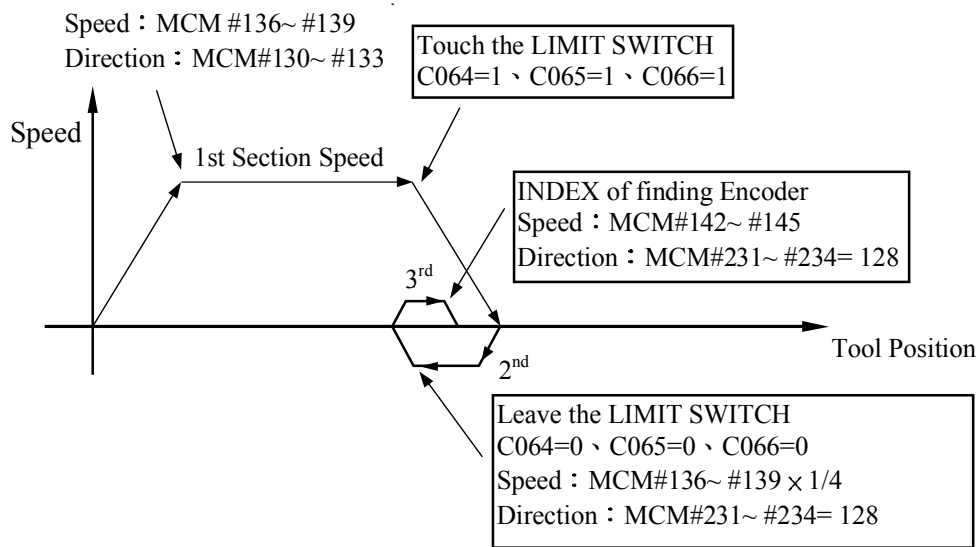 Speed：MCM #136~ #139
Direction：MCM#130~ #133
Touch the LIMIT SWITCH
C064=1、C065=1、C066=1
Speed
1st Section Speed
INDEX of finding Encoder
Speed：MCM#142~ #145
Direction：MCM#231~ #234= 128
3rd
Tool Position
2nd
Leave the LIMIT SWITCH
C064=0、C065=0、C066=0
Speed：MCM#136~ #139 × 1/4
Direction：MCM#231~ #234= 128